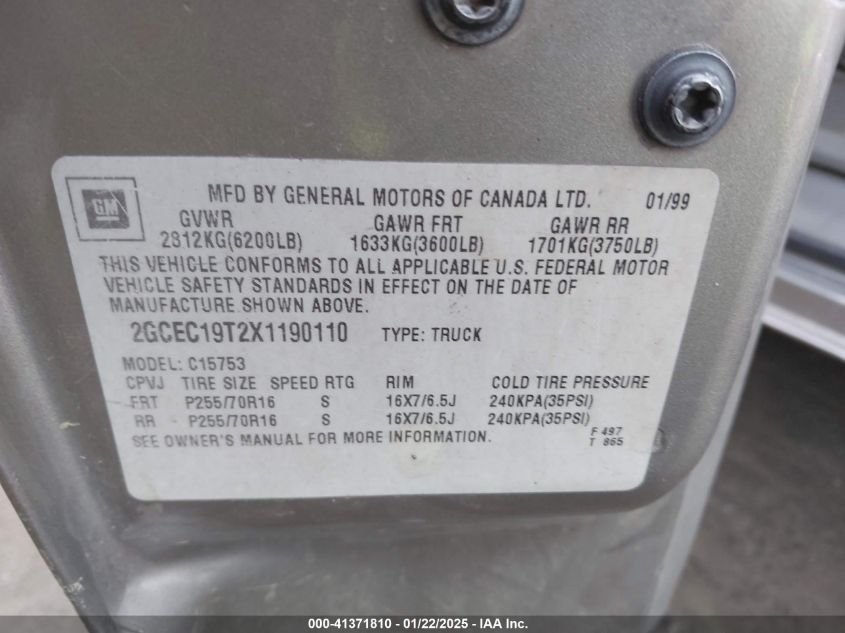 GM
MFD BY GENERAL MOTORS OF CANADA LTD. 01/99
GVWR GAWR FRT GAWR RR
2812KG(6200LB) 1633KG(3600LB) 1701KG(3750LB)
THIS VEHICLE CONFORMS TO ALL APPLICABLE U.S. FEDERAL MOTOR
VEHICLE SAFETY STANDARDS IN EFFECT ON THE DATE OF
MANUFACTURE SHOWN ABOVE.
2GCEC19T2X1190110 TYPE: TRUCK
MODEL: C15753
CPVJ TIRE SIZE SPEED RTG RIM COLD TIRE PRESSURE
FRT P255/70R16 S 16X7/6.5J 240KPA(35PSI)
RR P255/70R16 S 16X7/6.5J 240KPA(35PSI)
SEE OWNER'S MANUAL FOR MORE INFORMATION.
F 497
T 865
000-41371810 - 01/22/2025 - IAA Inc.